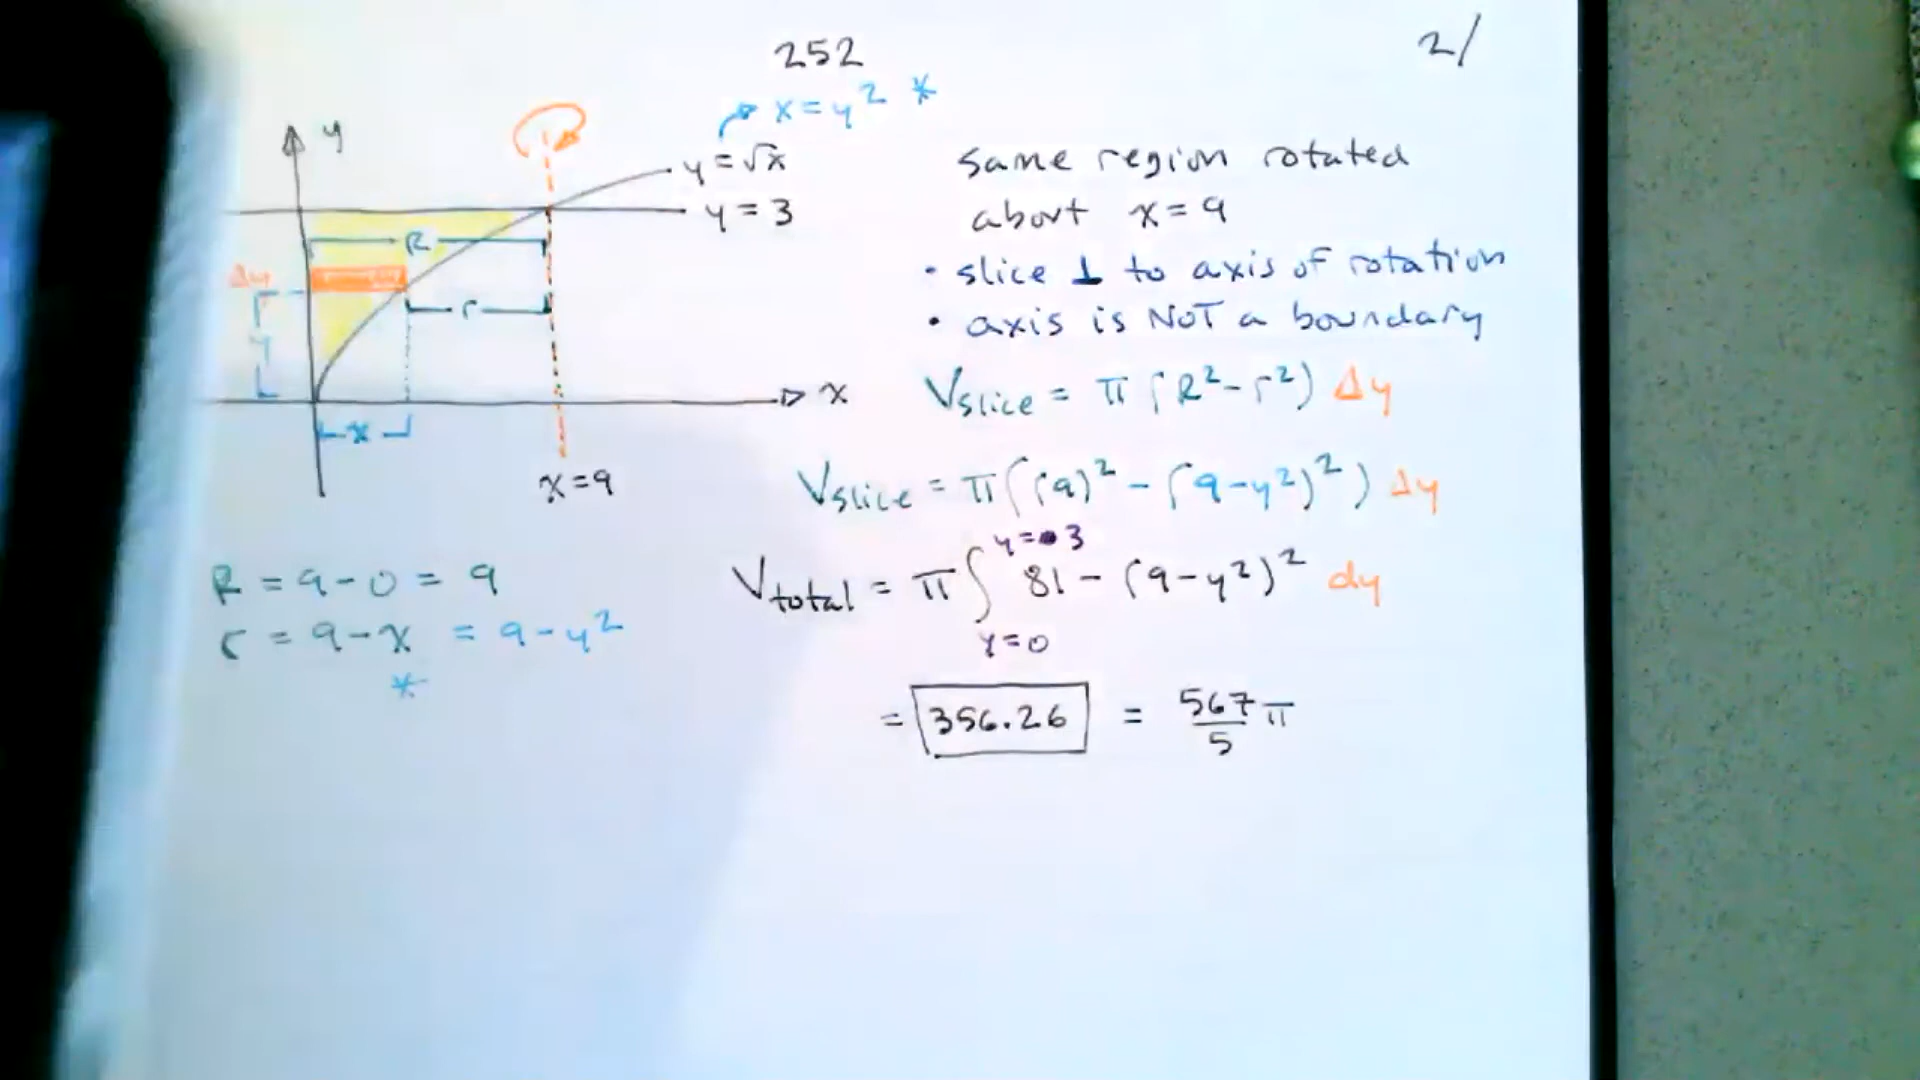 252
2/
x = y² *
y
y = √x
y = 3
R
Δy
r
y
x
x
x = 9
same region rotated
about x = 9
• slice ⊥ to axis of rotation
• axis is NOT a boundary
Vslice = π (R² - r²) Δy
Vslice = π((9)² - (9-y²)²) Δy
y=3
Vtotal = π∫ 81 - (9-y²)² dy
y=0
= 356.26 = 567/5 π
R = 9 - 0 = 9
r = 9 - x = 9 - y²
*